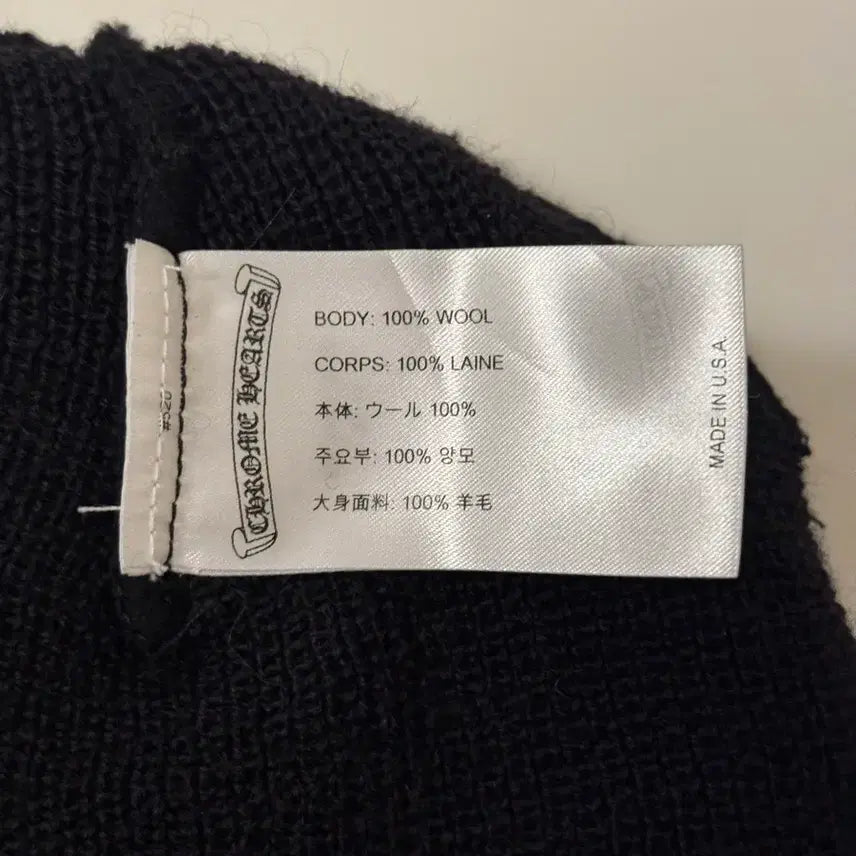 CHROME HEARTS
BODY: 100% WOOL
CORPS: 100% LAINE
本体: ウール 100%
주요부: 100% 양모
大身面料: 100% 羊毛
MADE IN U.S.A.
#520